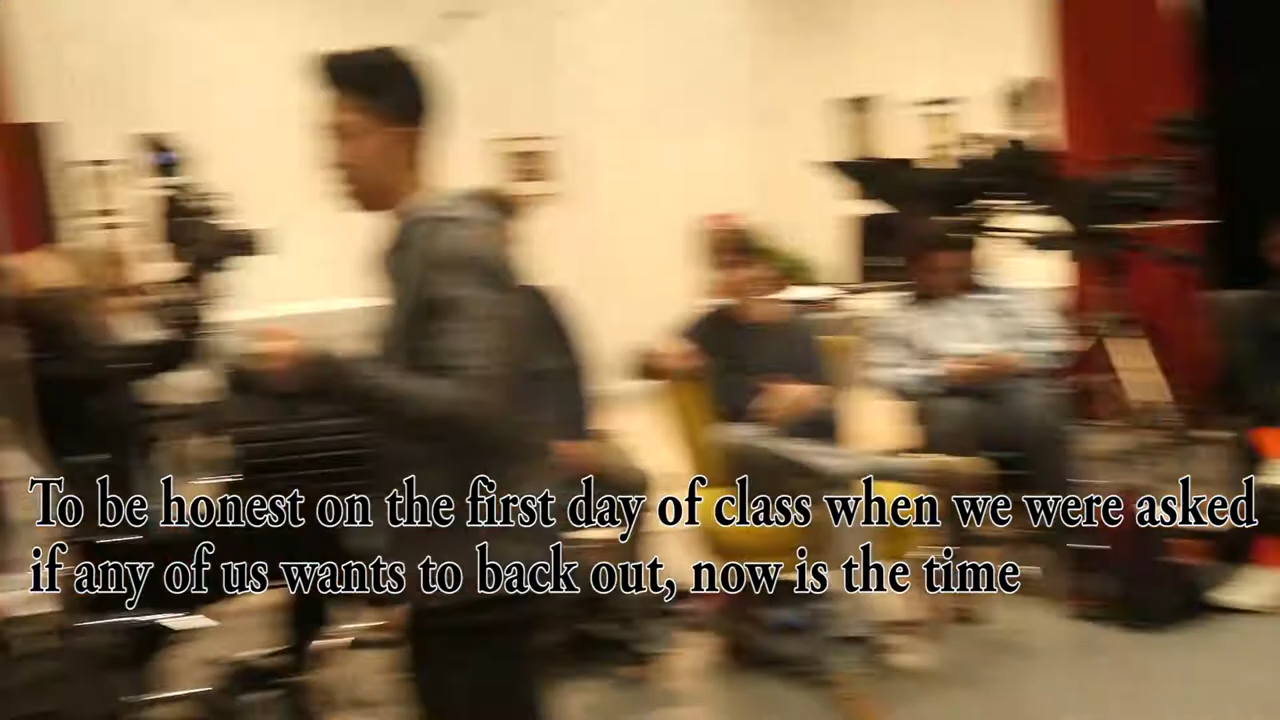 To be honest on the first day of class when we were asked
if any of us wants to back out, now is the time